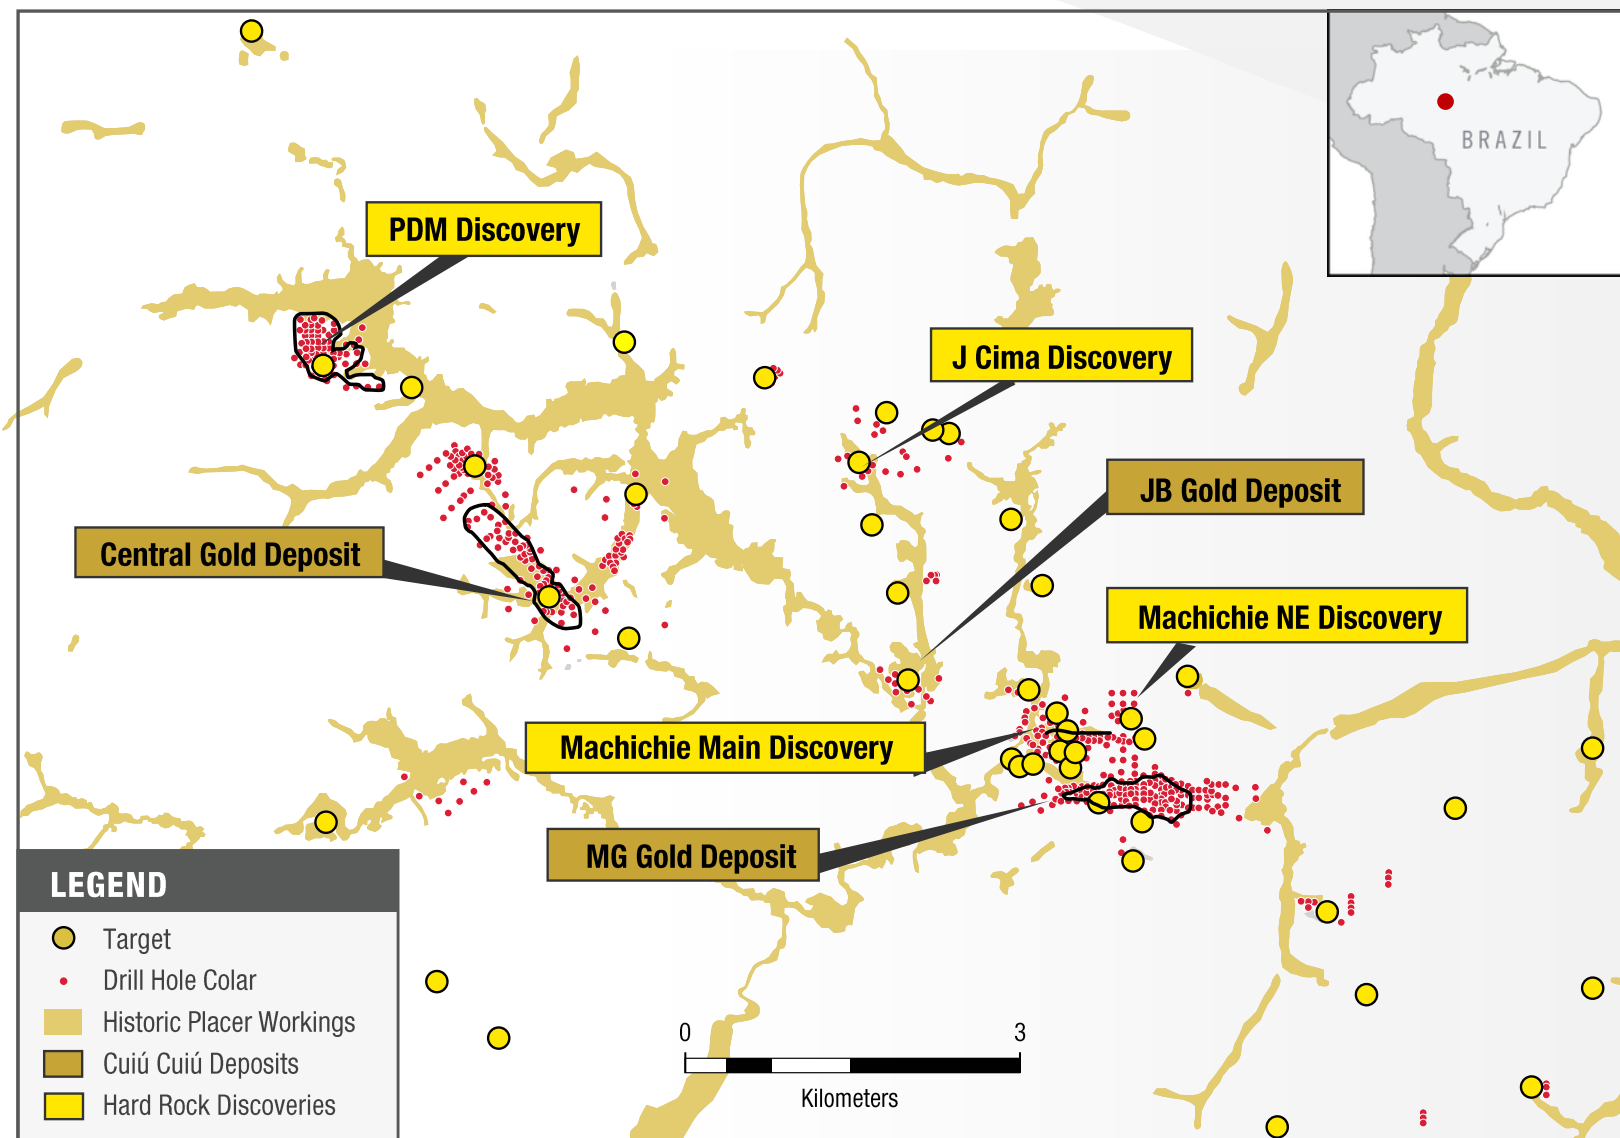 BRAZIL
PDM Discovery
J Cima Discovery
JB Gold Deposit
Central Gold Deposit
Machichie NE Discovery
Machichie Main Discovery
MG Gold Deposit
LEGEND
Target
Drill Hole Colar
Historic Placer Workings
Cuiú Cuiú Deposits
Hard Rock Discoveries
0 3
Kilometers